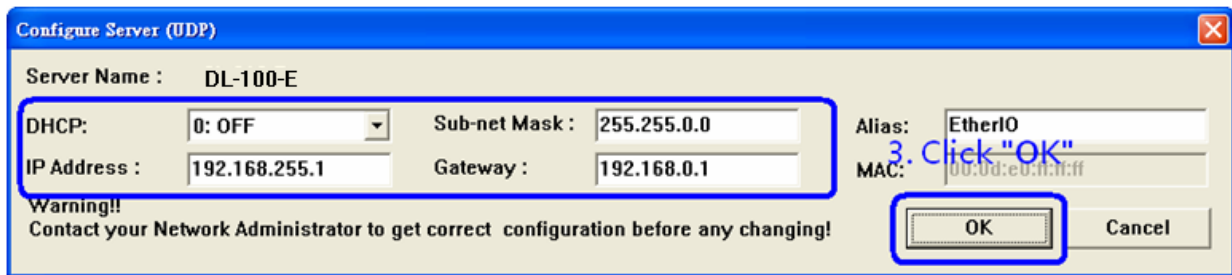 Configure Server (UDP)
Server Name : DL-100-E
DHCP: 0: OFF Sub-net Mask : 255.255.0.0 Alias: EtherIO
IP Address : 192.168.255.1 Gateway : 192.168.0.1 MAC: 00:0d:e0:ff:ff:ff
3. Click "OK"
Warning!!
Contact your Network Administrator to get correct configuration before any changing!
OK Cancel